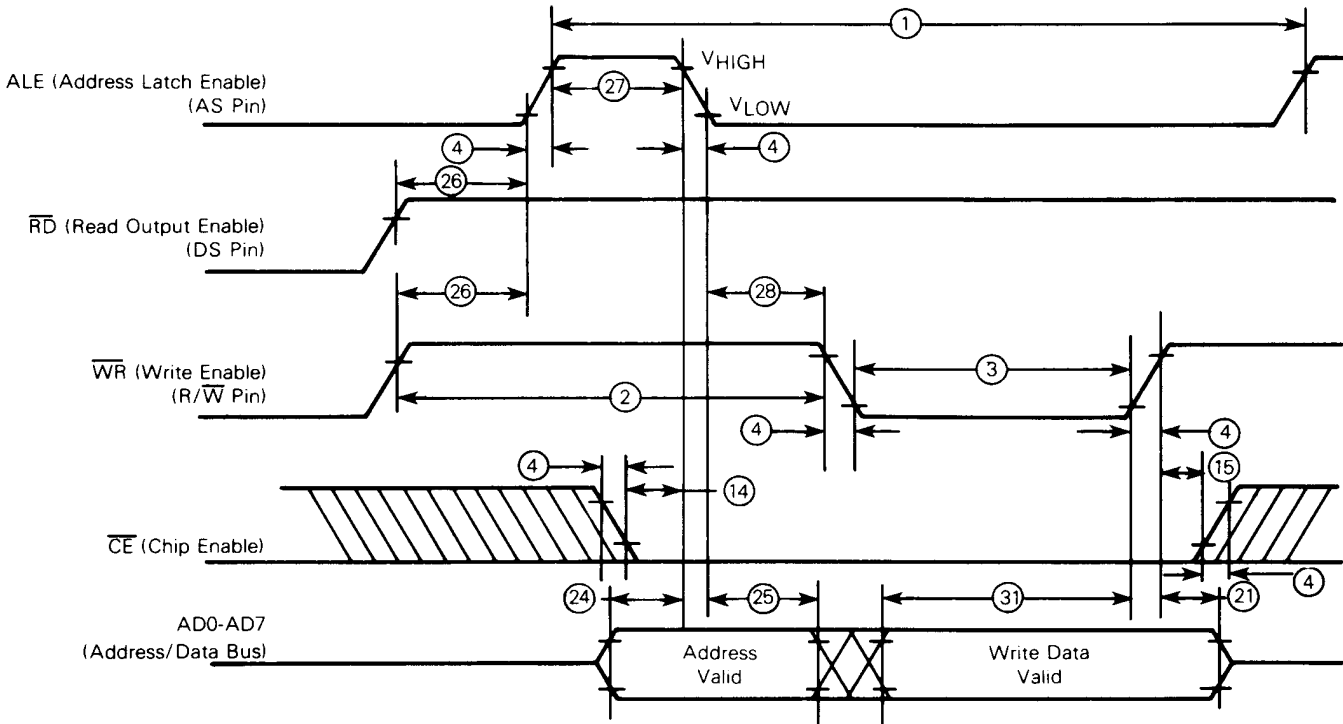 1
ALE (Address Latch Enable)
(AS Pin)
VHIGH
27
VLOW
4
4
26
RD (Read Output Enable)
(DS Pin)
26
28
WR (Write Enable)
(R/W Pin)
3
2
4
4
4
15
14
CE (Chip Enable)
4
24
25
31
21
AD0-AD7
(Address/Data Bus)
Address
Valid
Write Data
Valid